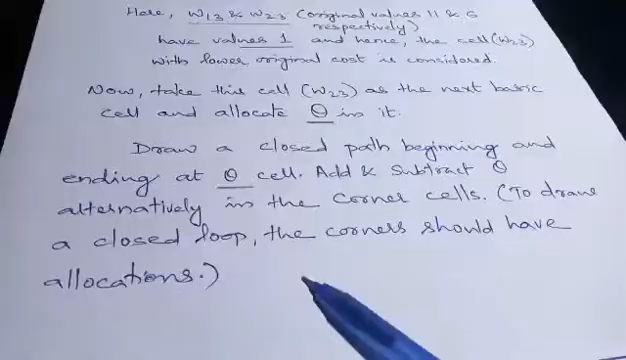 Here, W13 & W23 (original values 11 & 6
respectively)
have values 1 and hence, the cell (W23)
with lower original cost is considered.
Now, take this cell (W23) as the next basic
cell and allocate θ in it.
Draw a closed path beginning and
ending at θ cell. Add & Subtract θ
alternatively in the corner cells. (To draw
a closed loop, the corners should have
allocations.)